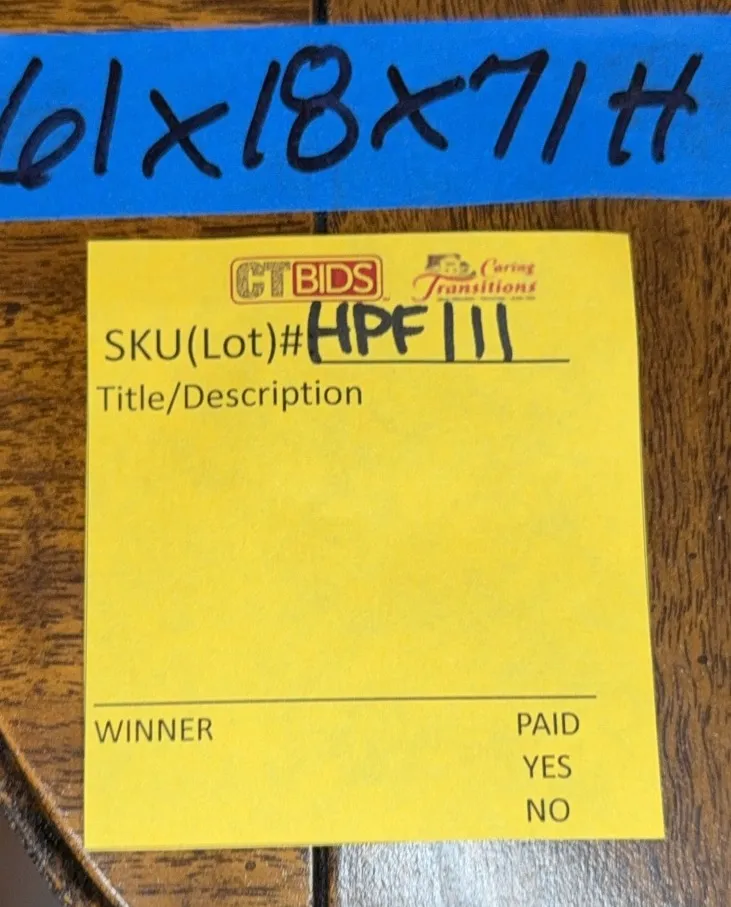 61x18x71H
CTBIDS Caring
Transitions
SKU(Lot)#HPF111
Title/Description
WINNER PAID
YES
NO